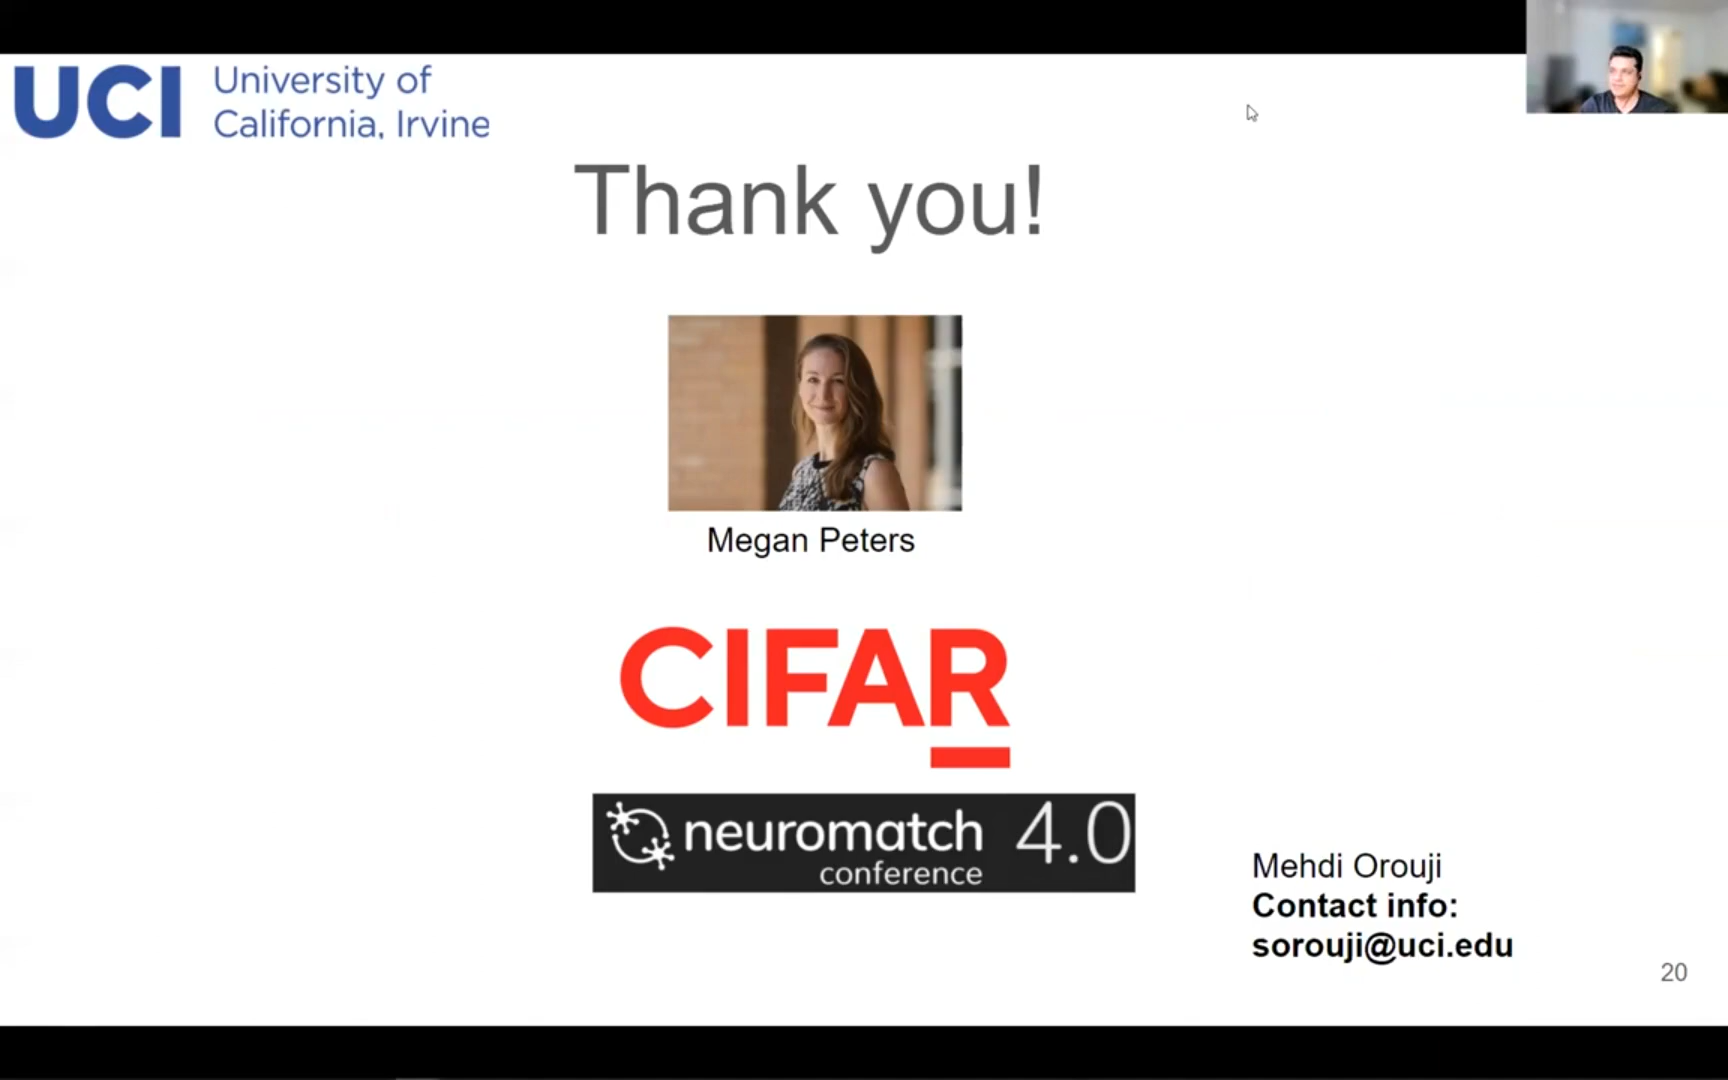 UCI University of
California, Irvine
Thank you!
Megan Peters
CIFAR
neuromatch 4.0
conference
Mehdi Orouji
Contact info:
sorouji@uci.edu
20